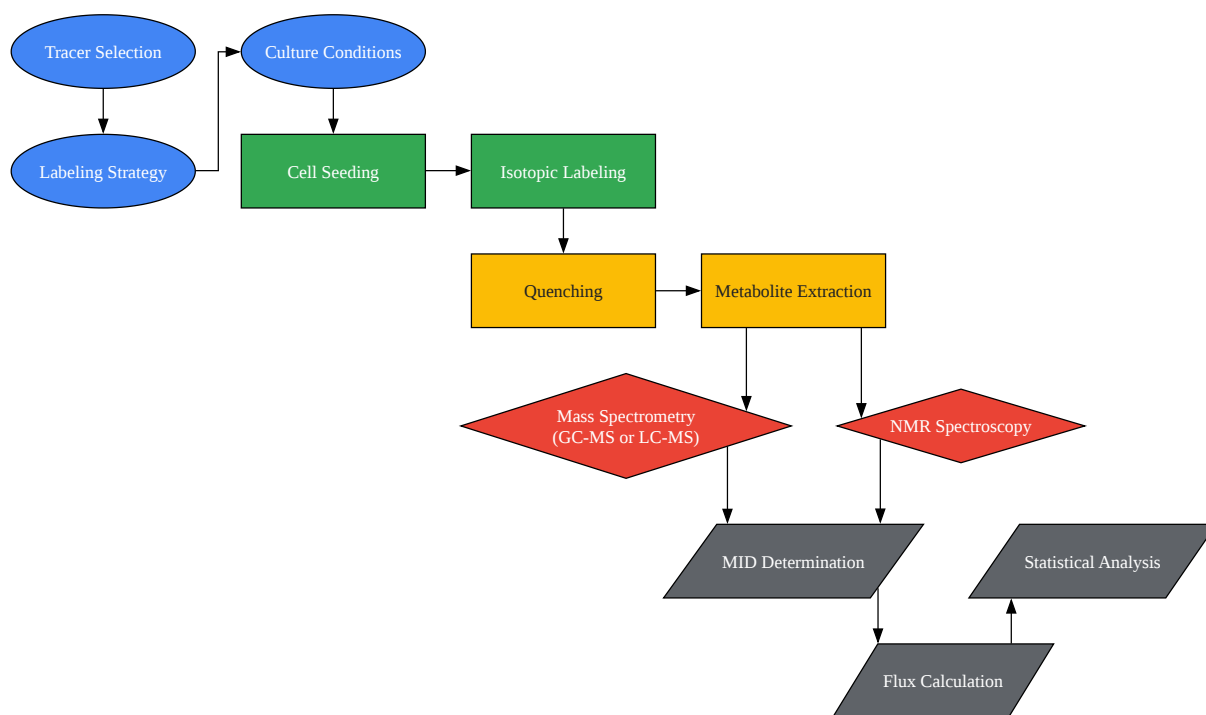 Tracer Selection
Culture Conditions
Labeling Strategy
Cell Seeding
Isotopic Labeling
Quenching
Metabolite Extraction
Mass Spectrometry
(GC-MS or LC-MS)
NMR Spectroscopy
MID Determination
Statistical Analysis
Flux Calculation